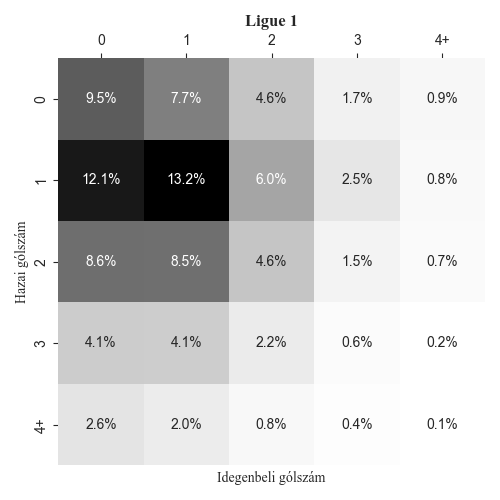 Ligue 1
0 1 2 3 4+
0 9.5% 7.7% 4.6% 1.7% 0.9%
1 12.1% 13.2% 6.0% 2.5% 0.8%
Hazai gólszám
2 8.6% 8.5% 4.6% 1.5% 0.7%
3 4.1% 4.1% 2.2% 0.6% 0.2%
4+ 2.6% 2.0% 0.8% 0.4% 0.1%
Idegenbeli gólszám